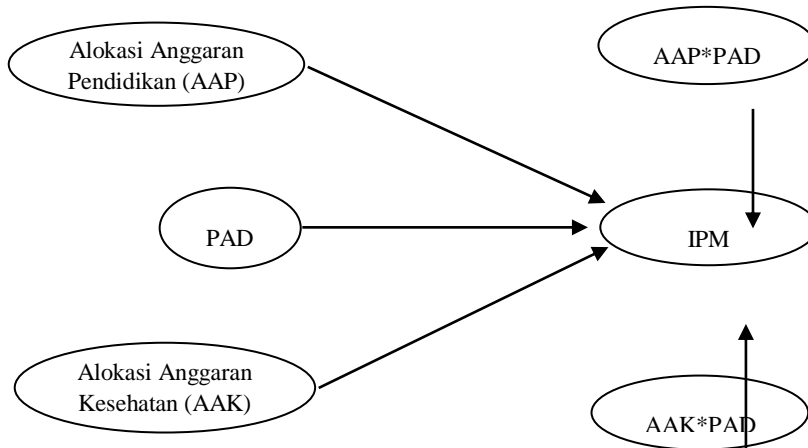 Alokasi Anggaran
Pendidikan (AAP)
AAP*PAD
PAD
IPM
Alokasi Anggaran
Kesehatan (AAK)
AAK*PAD